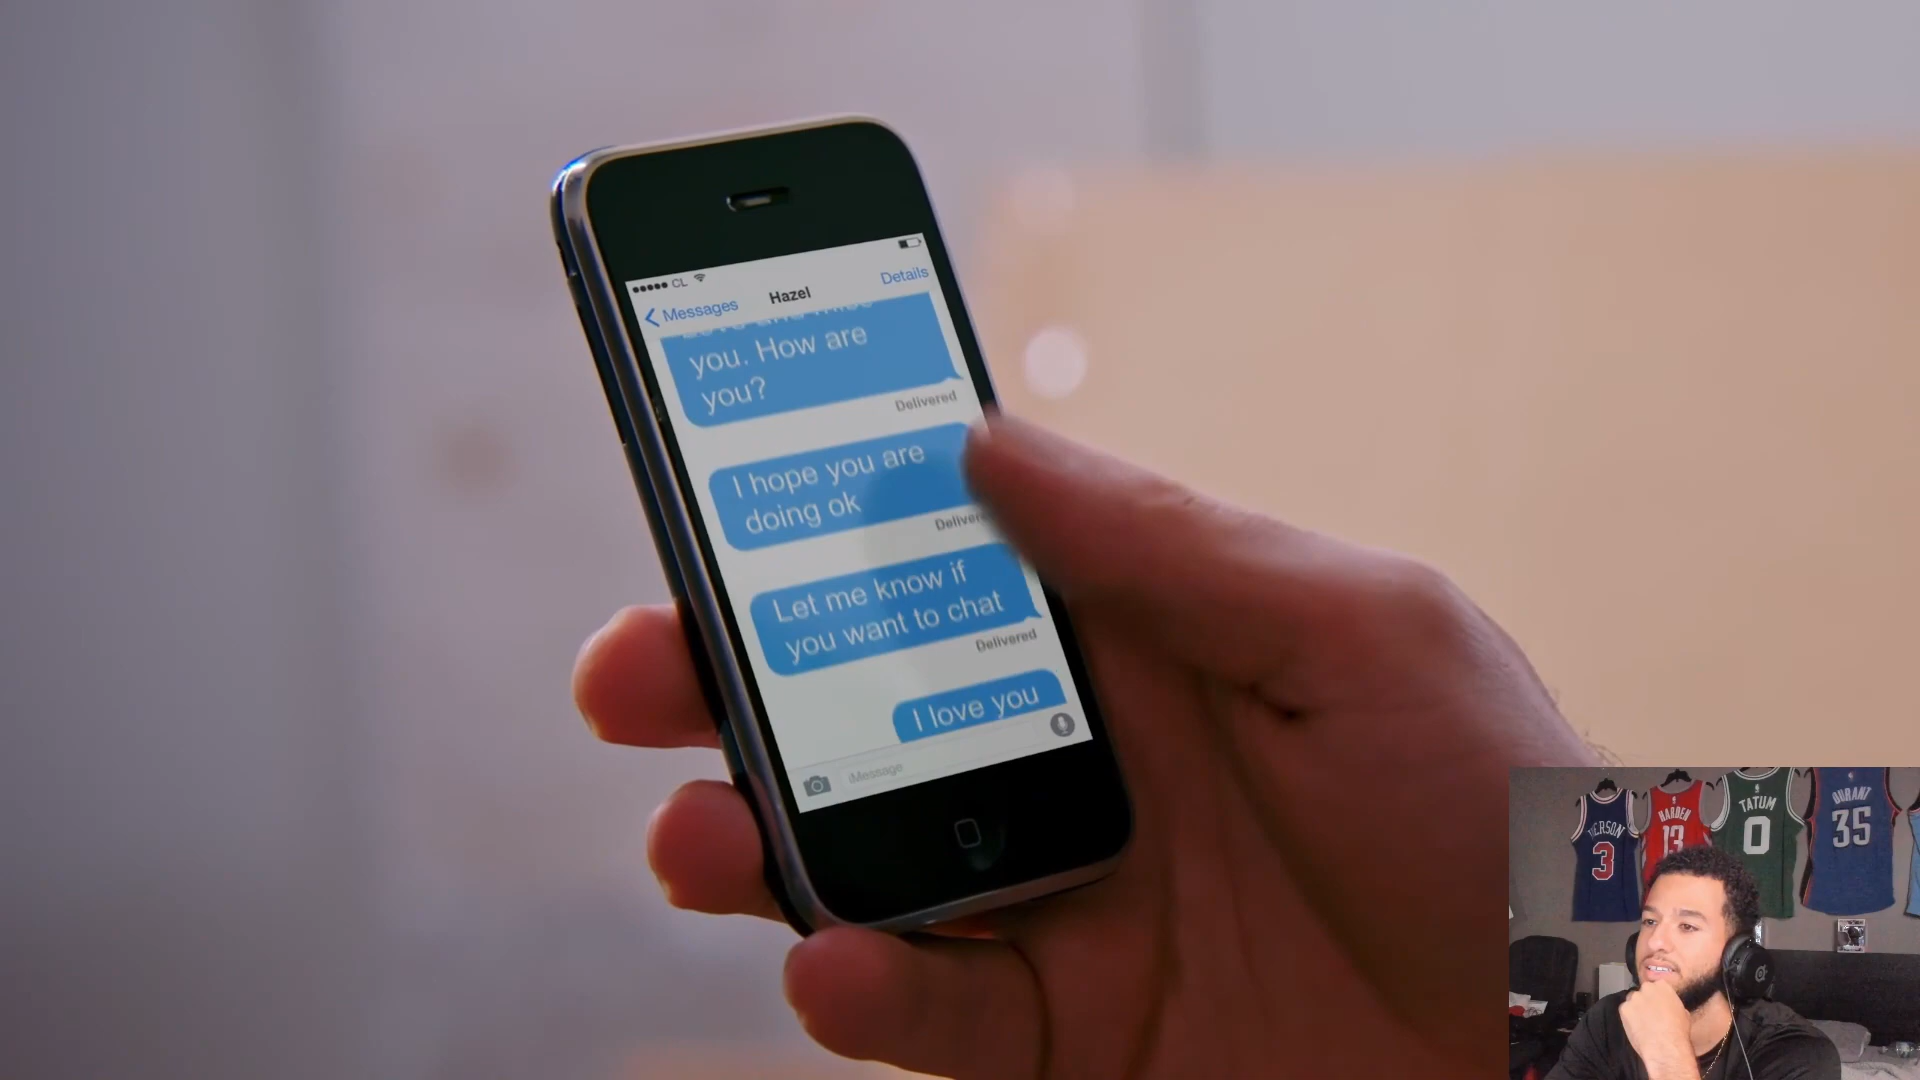 CL
Messages
Hazel
Details
you. How are
you?
Delivered
I hope you are
doing ok
Let me know if
you want to chat
Delivered
I love you
iMessage
HARDEN
13
TATUM
0
DURANT
35
3